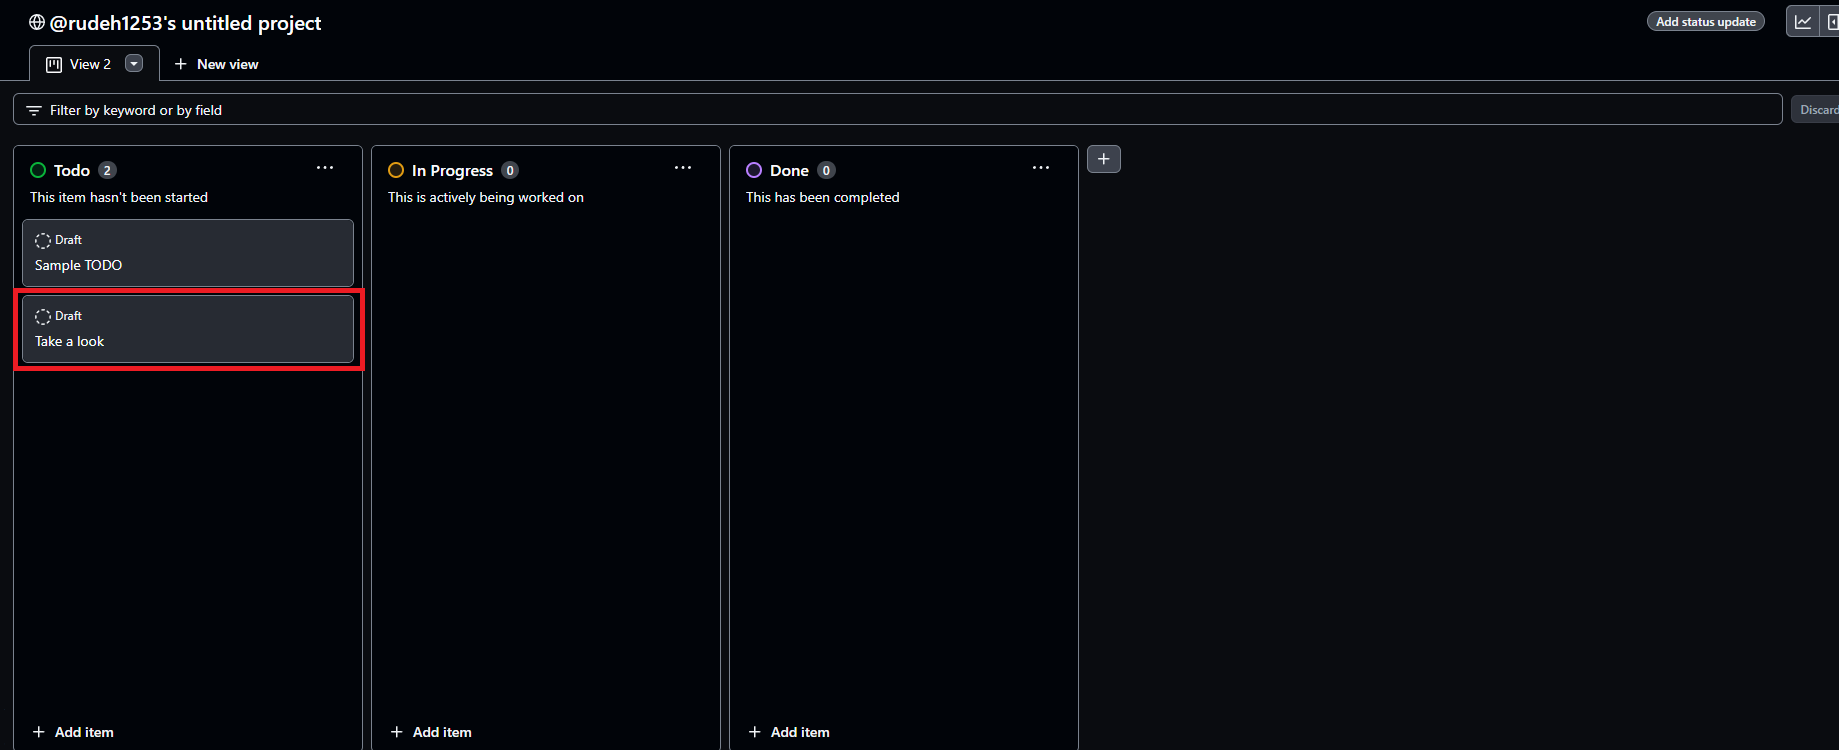 @rudeh1253's untitled project
Add status update
View 2
New view
Filter by keyword or by field
Discard
Todo 2
This item hasn't been started
Draft
Sample TODO
Draft
Take a look
Add item
In Progress 0
This is actively being worked on
Add item
Done 0
This has been completed
Add item